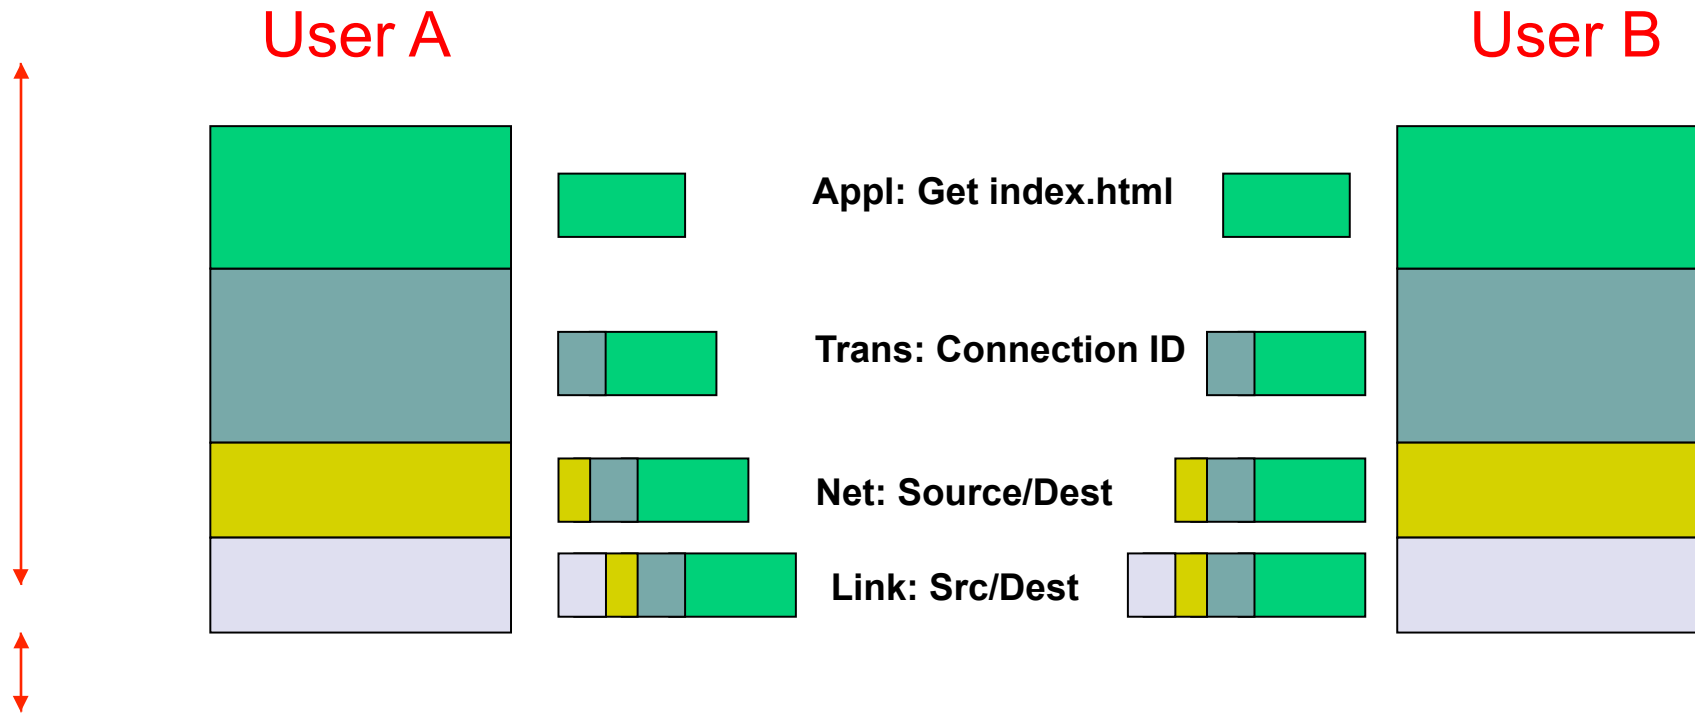 User A
User B
Appl: Get index.html
Trans: Connection ID
Net: Source/Dest
Link: Src/Dest